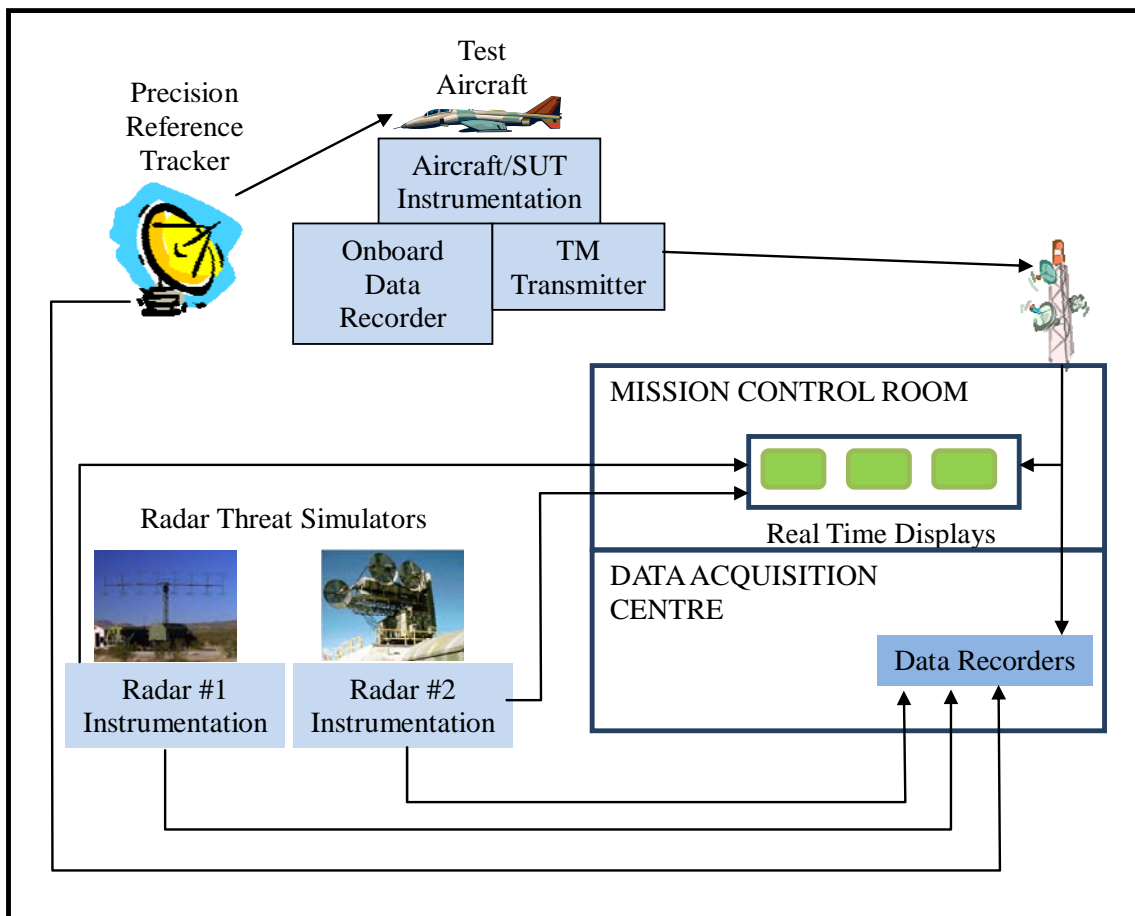 Test
Aircraft
Precision
Reference
Tracker
Aircraft/SUT
Instrumentation
Onboard
Data
Recorder
TM
Transmitter
MISSION CONTROL ROOM
Real Time Displays
Radar Threat Simulators
DATA ACQUISITION
CENTRE
Data Recorders
Radar #1
Instrumentation
Radar #2
Instrumentation